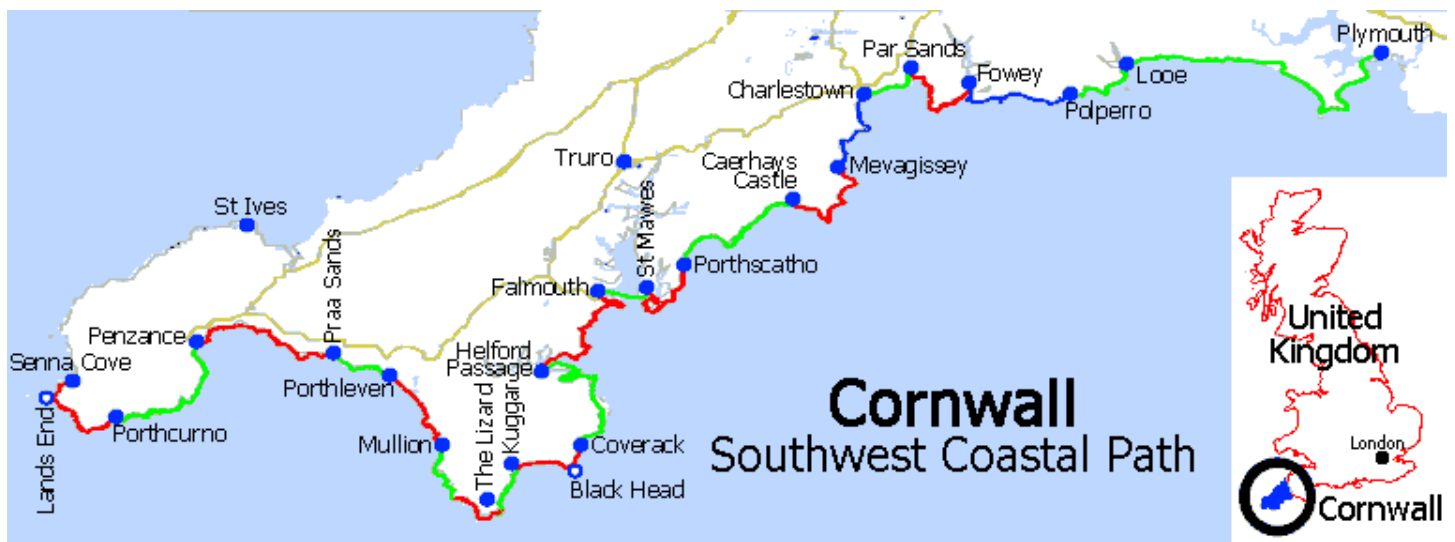 Plymouth
Par Sands
Fowey
Looe
Charlestown
Polperro
Truro
Caerhays
Castle
Mevagissey
St Ives
St Mawes
Praa Sands
Porthscatho
Falmouth
Penzance
Senna Cove
Helford
Passage
Porthleven
The Lizard
Kuggaru
Lands End
Porthcurno
Mullion
Coverack
Black Head
Cornwall
Southwest Coastal Path
United
Kingdom
London
Cornwall